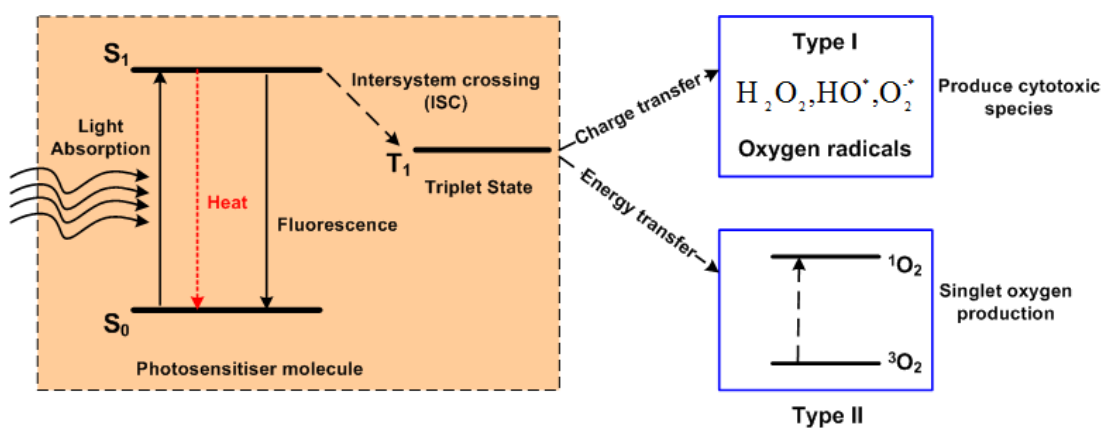 S₁
Intersystem crossing
(ISC)
Light
Absorption
Heat
Fluorescence
T₁
Triplet State
S₀
Photosensitiser molecule
Charge transfer
Energy transfer
Type I
H₂O₂,HO*,O₂⁻*
Oxygen radicals
Produce cytotoxic
species
¹O₂
Singlet oxygen
production
³O₂
Type II